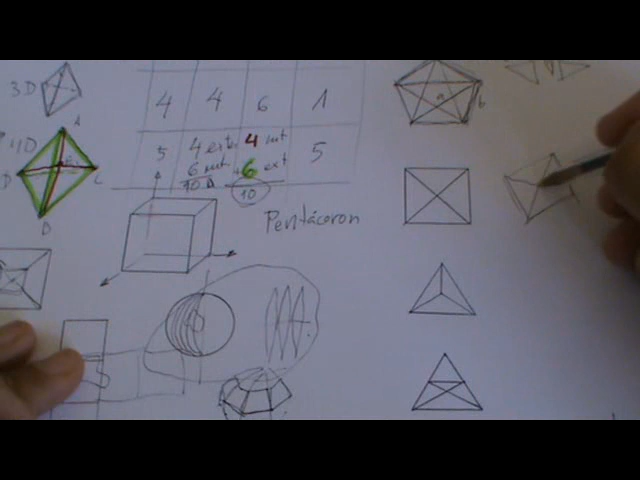 3D
A
4 4 6 1
4D
D
C
B
5 4 ext 4 int 5
6 int 6 ext
10
10
Pentácoron
a
b